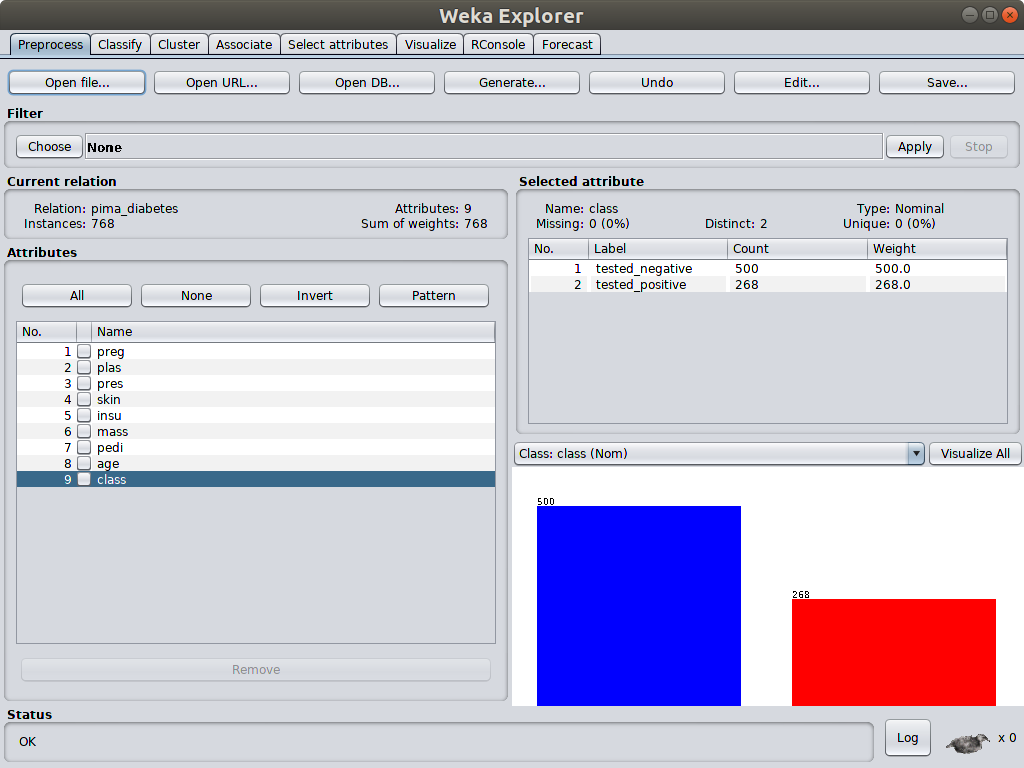 Weka Explorer
Preprocess Classify Cluster Associate Select attributes Visualize RConsole Forecast
Open file... Open URL... Open DB... Generate... Undo Edit... Save...
Filter
Choose None Apply Stop
Current relation
Relation: pima_diabetes Attributes: 9
Instances: 768 Sum of weights: 768
Attributes
All None Invert Pattern
No. Name
1 preg
2 plas
3 pres
4 skin
5 insu
6 mass
7 pedi
8 age
9 class
Remove
Selected attribute
Name: class Type: Nominal
Missing: 0 (0%) Distinct: 2 Unique: 0 (0%)
No. Label Count Weight
1 tested_negative 500 500.0
2 tested_positive 268 268.0
Class: class (Nom) Visualize All
500
268
Status
OK Log x 0